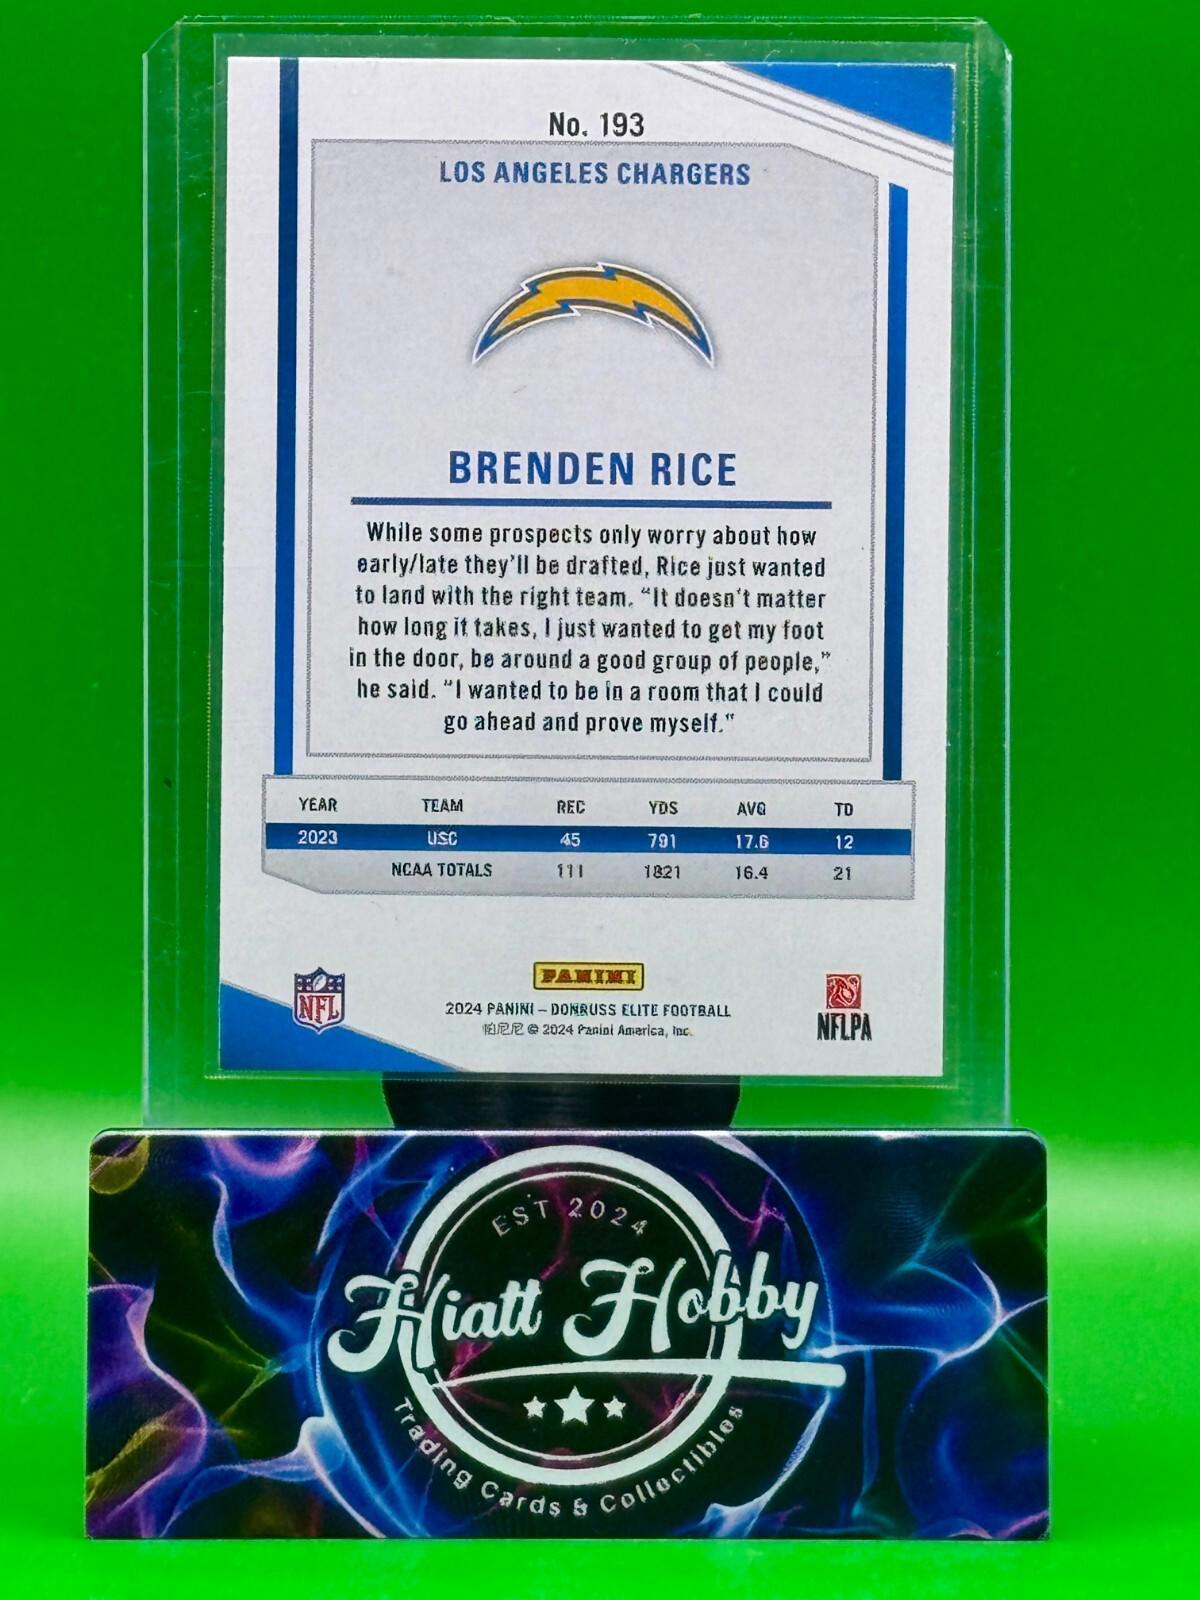 No. 193
LOS ANGELES CHARGERS
BRENDEN RICE
While some prospects only worry about how
early/late they'll be drafted, Rice just wanted
to land with the right team. "It doesn't matter
how long it takes, I just wanted to get my foot
in the door, be around a good group of people,"
he said. "I wanted to be in a room that I could
go ahead and prove myself."
YEAR TEAM REC YDS AVG TD
2023 USC 45 791 17.6 12
NCAA TOTALS 111 1821 16.4 21
NFL
PANINI
2024 PANINI – DONRUSS ELITE FOOTBALL
帕尼尼 © 2024 Panini America, Inc.
NFLPA
EST 2024
Hiatt Hobby
Trading Cards & Collectibles